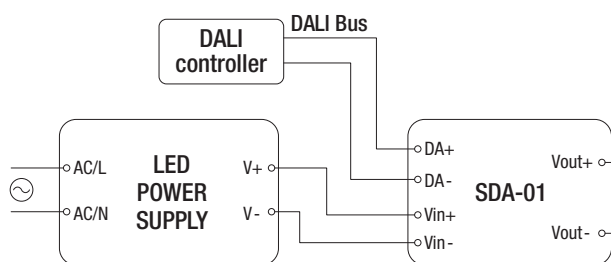 DALI Bus
DALI
controller
LED
POWER
SUPPLY
AC/L
AC/N
V+
V-
SDA-01
DA+
DA-
Vin+
Vin-
Vout+
Vout-